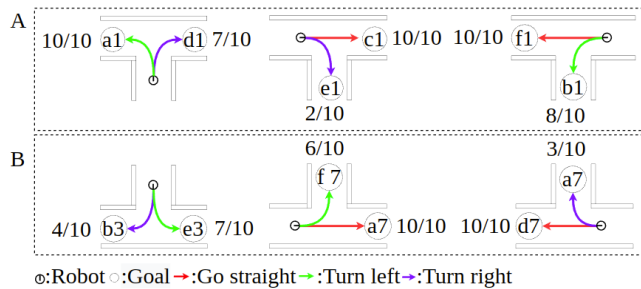 A
10/10 a1 d1 7/10
c1 10/10
e1
2/10
10/10 f1
b1
8/10
B
4/10 b3 e3 7/10
6/10
f 7
a7 10/10
3/10
a7
10/10 d7
:Robot :Goal :Go straight :Turn left :Turn right